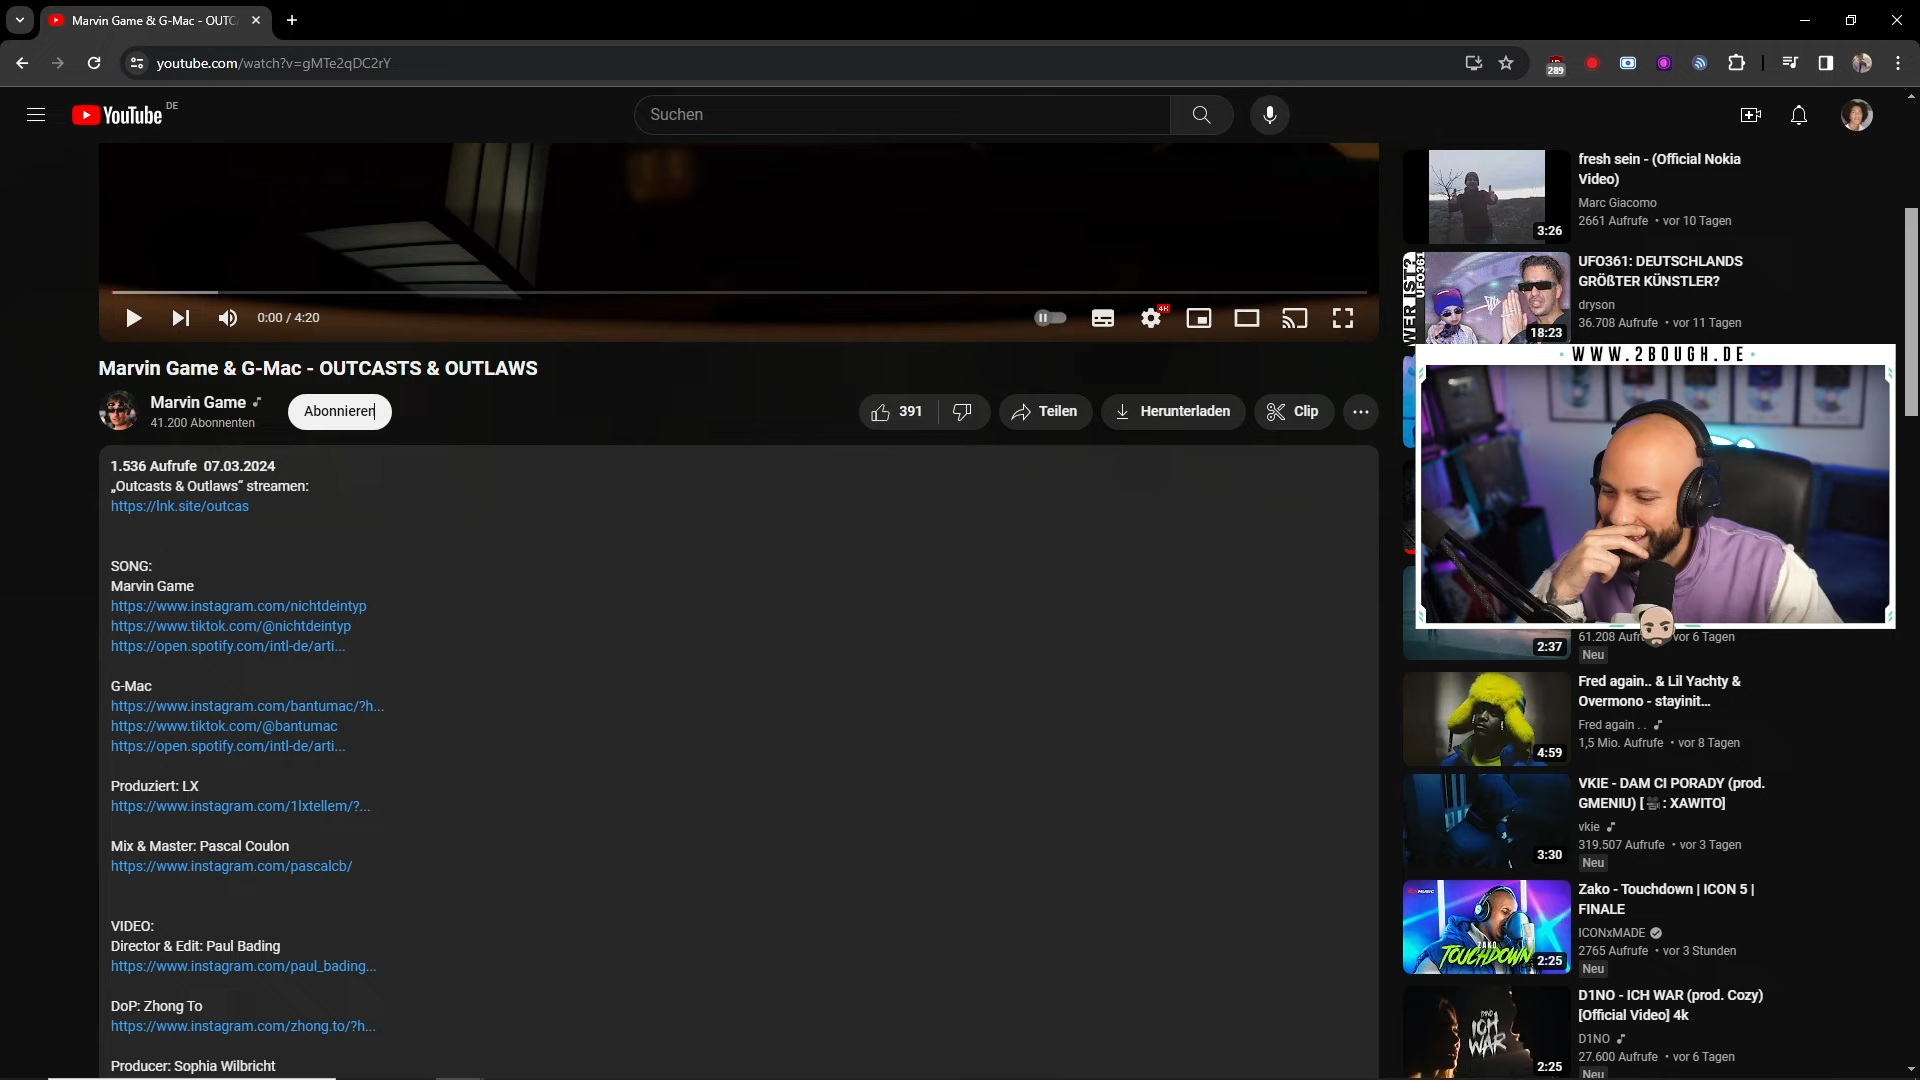 Marvin Game & G-Mac - OUTC
youtube.com/watch?v=gMTe2qDC2rY
289
YouTube DE
Suchen
0:00 / 4:20
4K
Marvin Game & G-Mac - OUTCASTS & OUTLAWS
Marvin Game
41.200 Abonnenten
Abonnieren
391
Teilen
Herunterladen
Clip
1.536 Aufrufe 07.03.2024
„Outcasts & Outlaws“ streamen:
https://lnk.site/outcas
SONG:
Marvin Game
https://www.instagram.com/nichtdeintyp
https://www.tiktok.com/@nichtdeintyp
https://open.spotify.com/intl-de/arti...
G-Mac
https://www.instagram.com/bantumac/?h...
https://www.tiktok.com/@bantumac
https://open.spotify.com/intl-de/arti...
Produziert: LX
https://www.instagram.com/1lxtellem/?...
Mix & Master: Pascal Coulon
https://www.instagram.com/pascalcb/
VIDEO:
Director & Edit: Paul Bading
https://www.instagram.com/paul_bading...
DoP: Zhong To
https://www.instagram.com/zhong.to/?h...
Producer: Sophia Wilbricht
fresh sein - (Official Nokia
Video)
Marc Giacomo
2661 Aufrufe • vor 10 Tagen
3:26
WER IST?
UFO361
UFO361: DEUTSCHLANDS
GRÖßTER KÜNSTLER?
dryson
36.708 Aufrufe • vor 11 Tagen
18:23
WWW.2BOUGH.DE
61.208 Aufr
vor 6 Tagen
2:37
Neu
Fred again.. & Lil Yachty &
Overmono - stayinit...
Fred again . .
1,5 Mio. Aufrufe • vor 8 Tagen
4:59
VKIE - DAM CI PORADY (prod.
GMENIU) [🎥: XAWITO]
vkie
319.507 Aufrufe • vor 3 Tagen
3:30
Neu
Zako - Touchdown | ICON 5 |
FINALE
ICONxMADE
2765 Aufrufe • vor 3 Stunden
ZAKO
TOUCHDOWN
2:25
Neu
D1NO - ICH WAR (prod. Cozy)
[Official Video] 4k
D1NO
27.600 Aufrufe • vor 6 Tagen
ICH
WAR
2:25
Neu